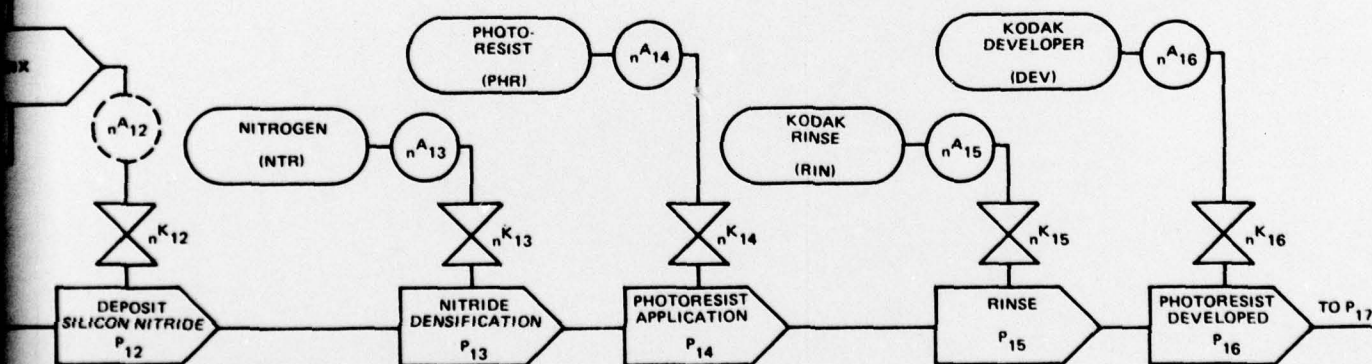 PHOTO-
RESIST
(PHR)
nA14
KODAK
DEVELOPER
(DEV)
nA16
nA12
NITROGEN
(NTR)
nA13
KODAK
RINSE
(RIN)
nA15
nK12
nK13
nK14
nK15
nK16
DEPOSIT
SILICON NITRIDE
P12
NITRIDE
DENSIFICATION
P13
PHOTORESIST
APPLICATION
P14
RINSE
P15
PHOTORESIST
DEVELOPED
P16
TO P17